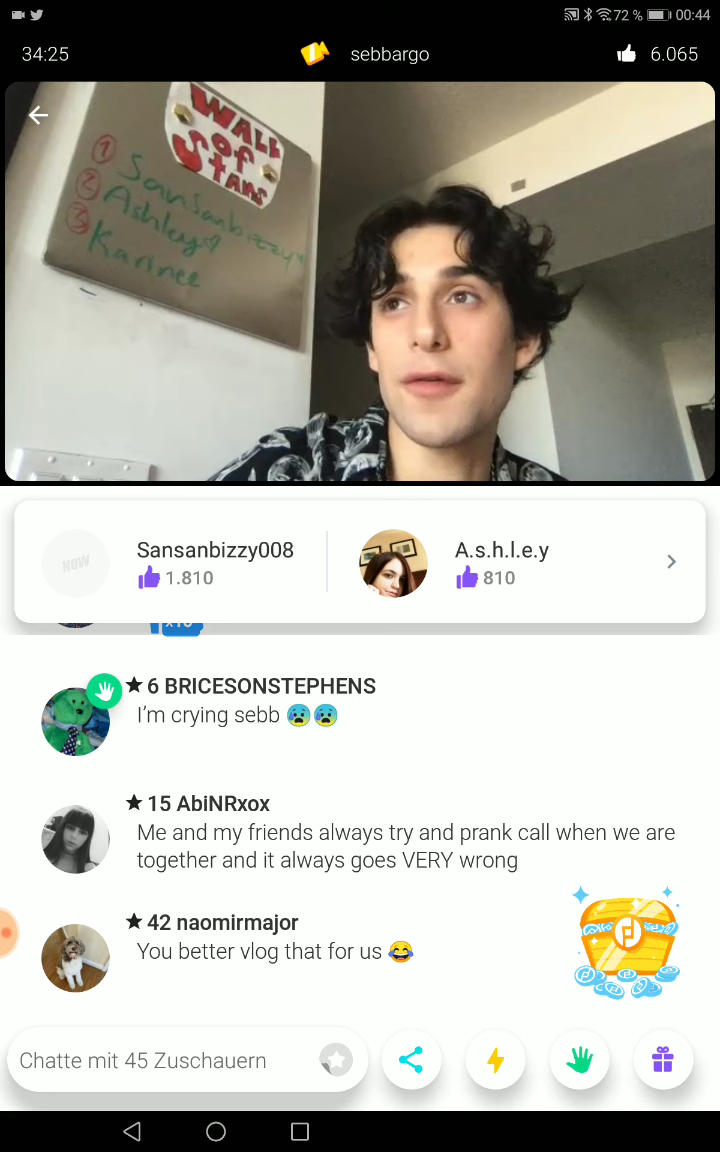 72 % 00:44
34:25 sebbargo 6.065
WALL
of
STANS
1 Sansanbizzy
2 Ashley
3 Karinee
NOW
Sansanbizzy008
1.810
A.s.h.l.e.y
810
x10
6 BRICESONSTEPHENS
I'm crying sebb 😰😰
15 AbiNRxox
Me and my friends always try and prank call when we are
together and it always goes VERY wrong
42 naomirmajor
You better vlog that for us 😂
Chatte mit 45 Zuschauern